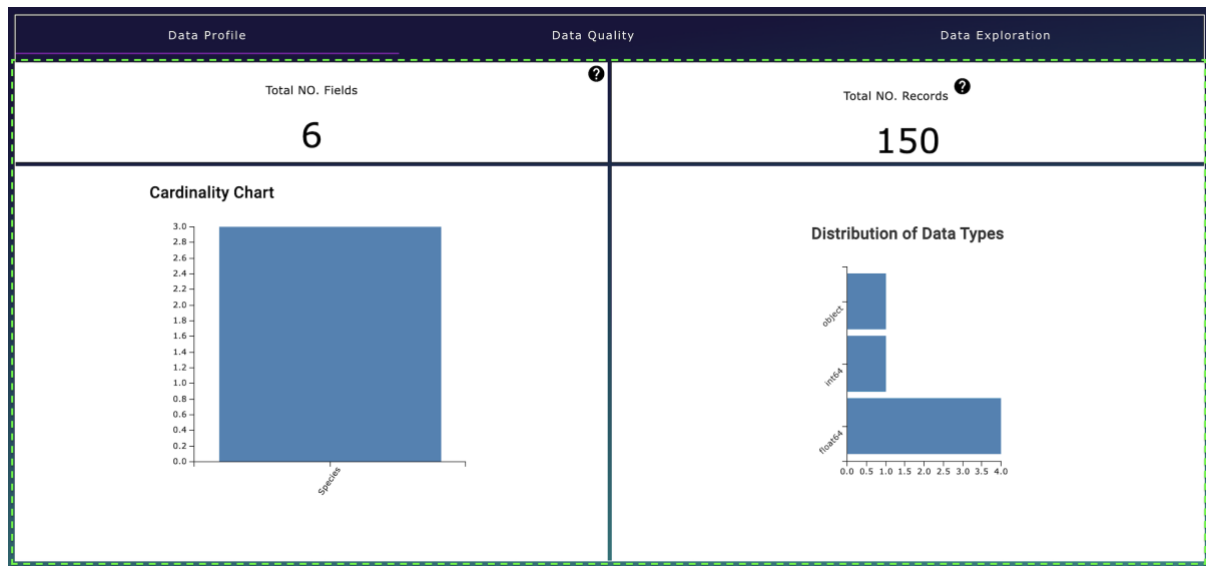 Data Profile
Data Quality
Data Exploration
Total NO. Fields
?
6
Total NO. Records
?
150
Cardinality Chart
3.0
2.8
2.6
2.4
2.2
2.0
1.8
1.6
1.4
1.2
1.0
0.8
0.6
0.4
0.2
0.0
Species
Distribution of Data Types
object
int64
float64
0.0 0.5 1.0 1.5 2.0 2.5 3.0 3.5 4.0